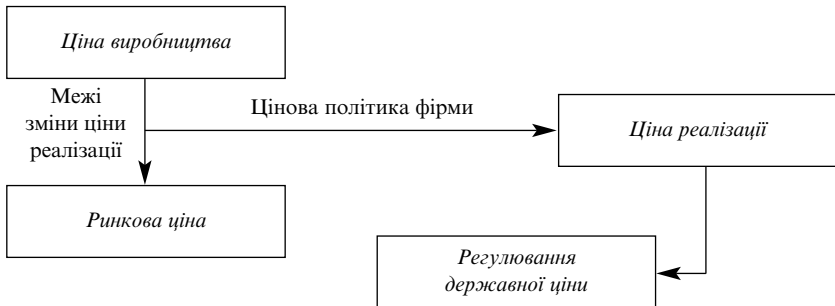 Ціна виробництва
Межі
зміни ціни
реалізації
Цінова політика фірми
Ціна реалізації
Ринкова ціна
Регулювання
державної ціни